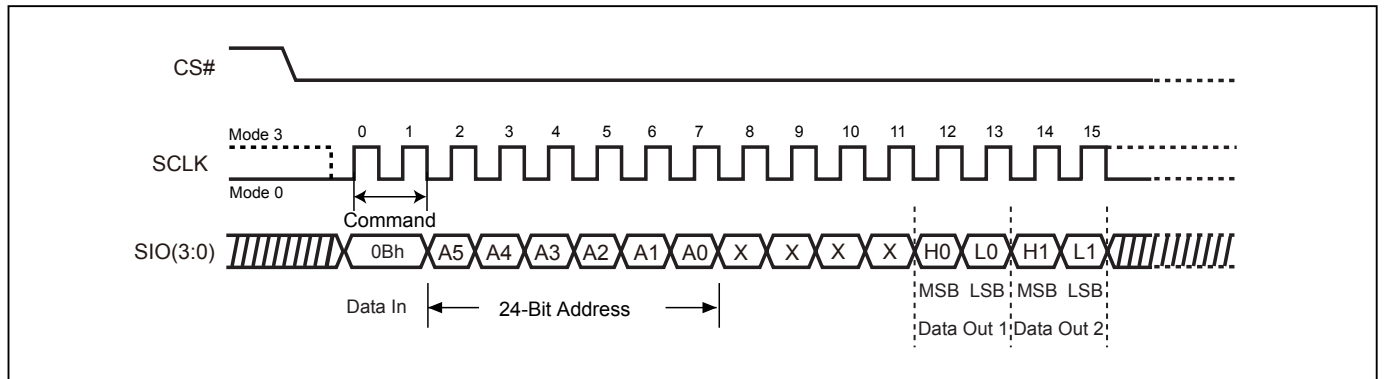 CS#
Mode 3
0 1 2 3 4 5 6 7 8 9 10 11 12 13 14 15
SCLK
Mode 0
Command
SIO(3:0) 0Bh A5 A4 A3 A2 A1 A0 X X X X H0 L0 H1 L1
MSB LSB MSB LSB
Data In 24-Bit Address
Data Out 1 Data Out 2